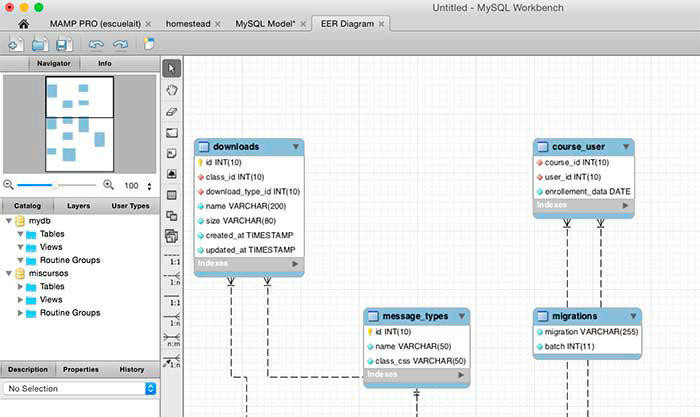 Untitled - MySQL Workbench
MAMP PRO (escuelait)
homestead
MySQL Model*
EER Diagram
Navigator
Info
100
Catalog
Layers
User Types
mydb
Tables
Views
Routine Groups
miscursos
Tables
Views
Routine Groups
Description
Properties
History
No Selection
1:1
1:n
1:1
1:n
n:m
1:n
downloads
id INT(10)
class_id INT(10)
download_type_id INT(10)
name VARCHAR(200)
size VARCHAR(80)
created_at TIMESTAMP
updated_at TIMESTAMP
Indexes
course_user
course_id INT(10)
user_id INT(10)
enrollement_data DATE
Indexes
message_types
id INT(10)
name VARCHAR(50)
class_css VARCHAR(50)
Indexes
migrations
migration VARCHAR(255)
batch INT(11)